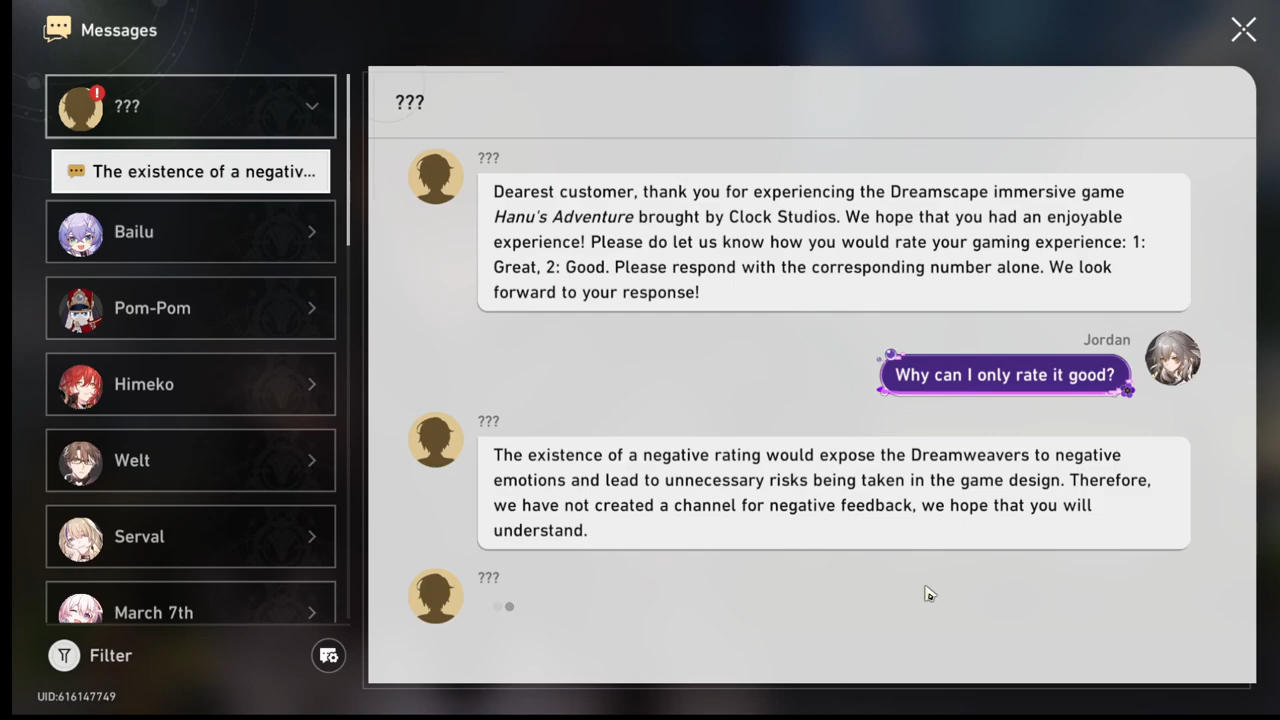 Messages
???
The existence of a negativ...
Bailu
Pom-Pom
Himeko
Welt
Serval
March 7th
Filter
UID:616147749
???
???
Dearest customer, thank you for experiencing the Dreamscape immersive game
Hanu's Adventure brought by Clock Studios. We hope that you had an enjoyable
experience! Please do let us know how you would rate your gaming experience: 1:
Great, 2: Good. Please respond with the corresponding number alone. We look
forward to your response!
Jordan
Why can I only rate it good?
???
The existence of a negative rating would expose the Dreamweavers to negative
emotions and lead to unnecessary risks being taken in the game design. Therefore,
we have not created a channel for negative feedback, we hope that you will
understand.
???